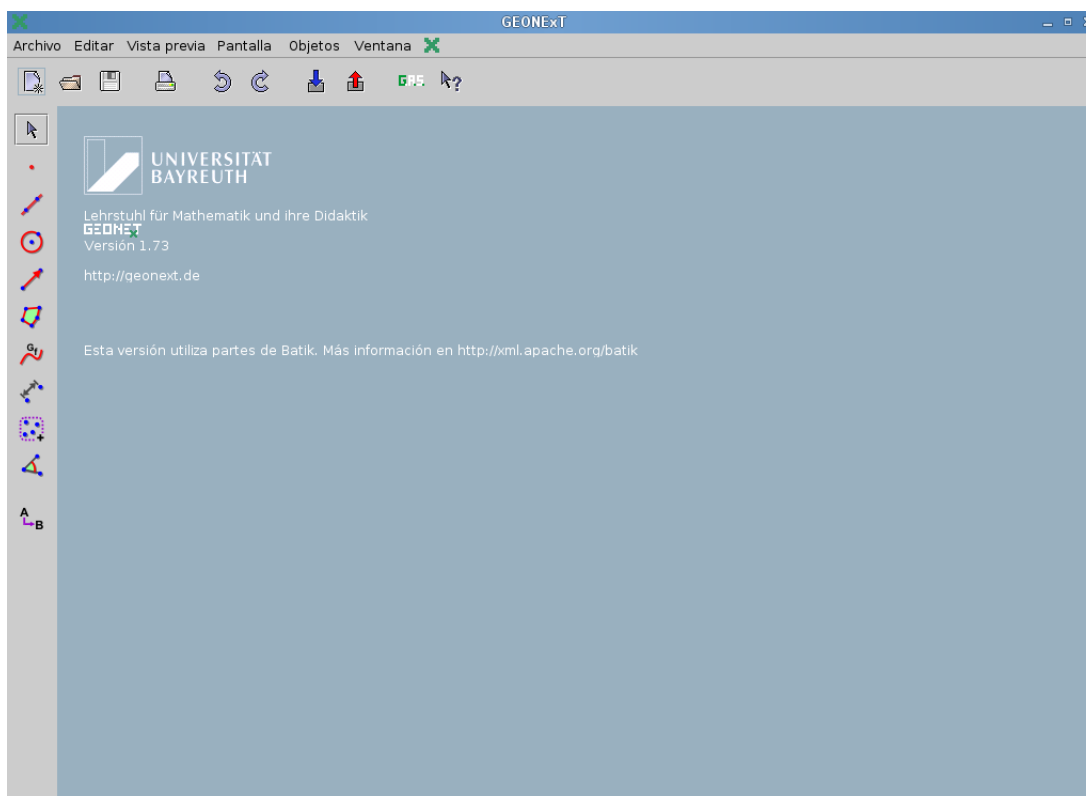 GEONExT
Archivo Editar Vista previa Pantalla Objetos Ventana
UNIVERSITÄT
BAYREUTH
Lehrstuhl für Mathematik und ihre Didaktik
GEONExT
Versión 1.73
http://geonext.de
Esta versión utiliza partes de Batik. Más información en http://xml.apache.org/batik
A
B